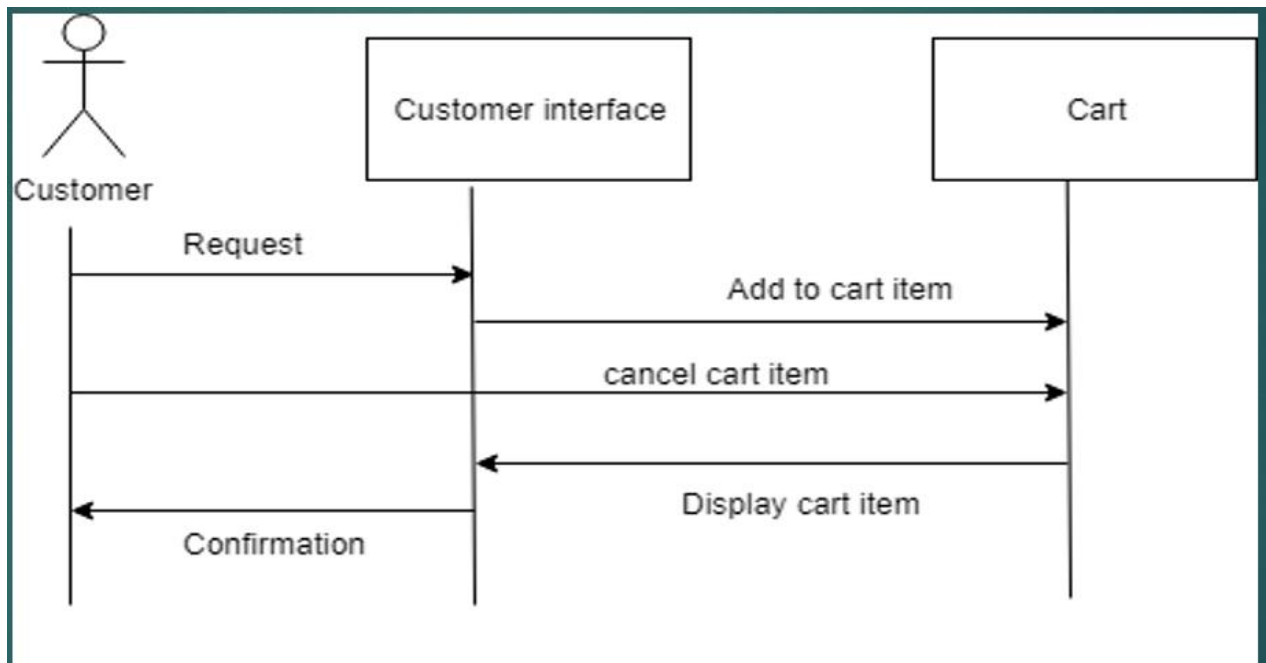 Customer interface
Cart
Customer
Request
Add to cart item
cancel cart item
Display cart item
Confirmation